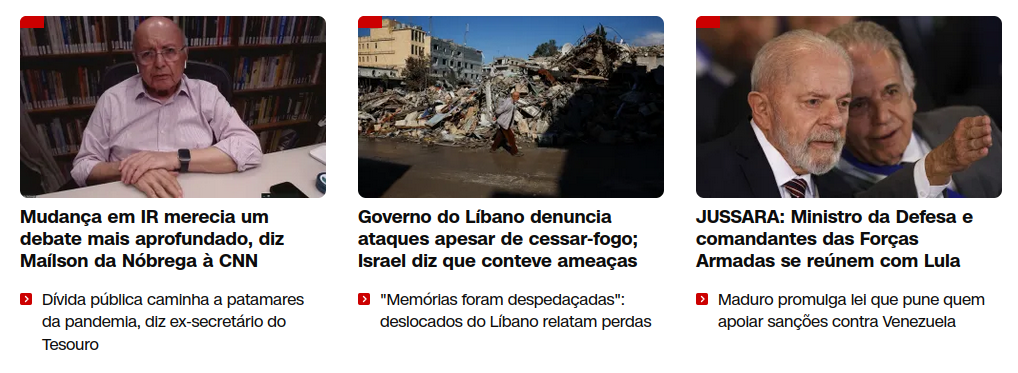 Mudança em IR merecia um
debate mais aprofundado, diz
Maílson da Nóbrega à CNN
Dívida pública caminha a patamares
da pandemia, diz ex-secretário do
Tesouro
Governo do Líbano denuncia
ataques apesar de cessar-fogo;
Israel diz que conteve ameaças
"Memórias foram despedaçadas":
deslocados do Líbano relatam perdas
JUSSARA: Ministro da Defesa e
comandantes das Forças
Armadas se reúnem com Lula
Maduro promulga lei que pune quem
apoiar sanções contra Venezuela